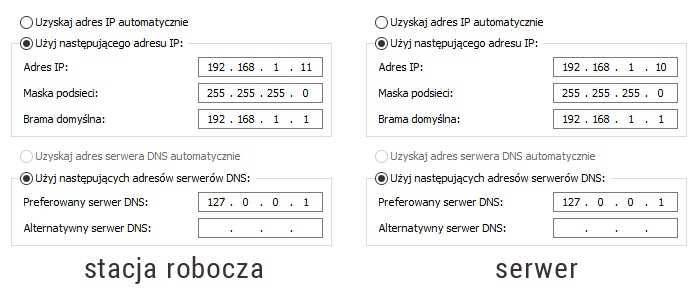 Uzyskaj adres IP automatycznie
Użyj następującego adresu IP:
Adres IP: 192 . 168 . 1 . 11
Maska podsieci: 255 . 255 . 255 . 0
Brama domyślna: 192 . 168 . 1 . 1
Uzyskaj adres serwera DNS automatycznie
Użyj następujących adresów serwerów DNS:
Preferowany serwer DNS: 127 . 0 . 0 . 1
Alternatywny serwer DNS: . . .
stacja robocza
Uzyskaj adres IP automatycznie
Użyj następującego adresu IP:
Adres IP: 192 . 168 . 1 . 10
Maska podsieci: 255 . 255 . 255 . 0
Brama domyślna: 192 . 168 . 1 . 1
Uzyskaj adres serwera DNS automatycznie
Użyj następujących adresów serwerów DNS:
Preferowany serwer DNS: 127 . 0 . 0 . 1
Alternatywny serwer DNS: . . .
serwer